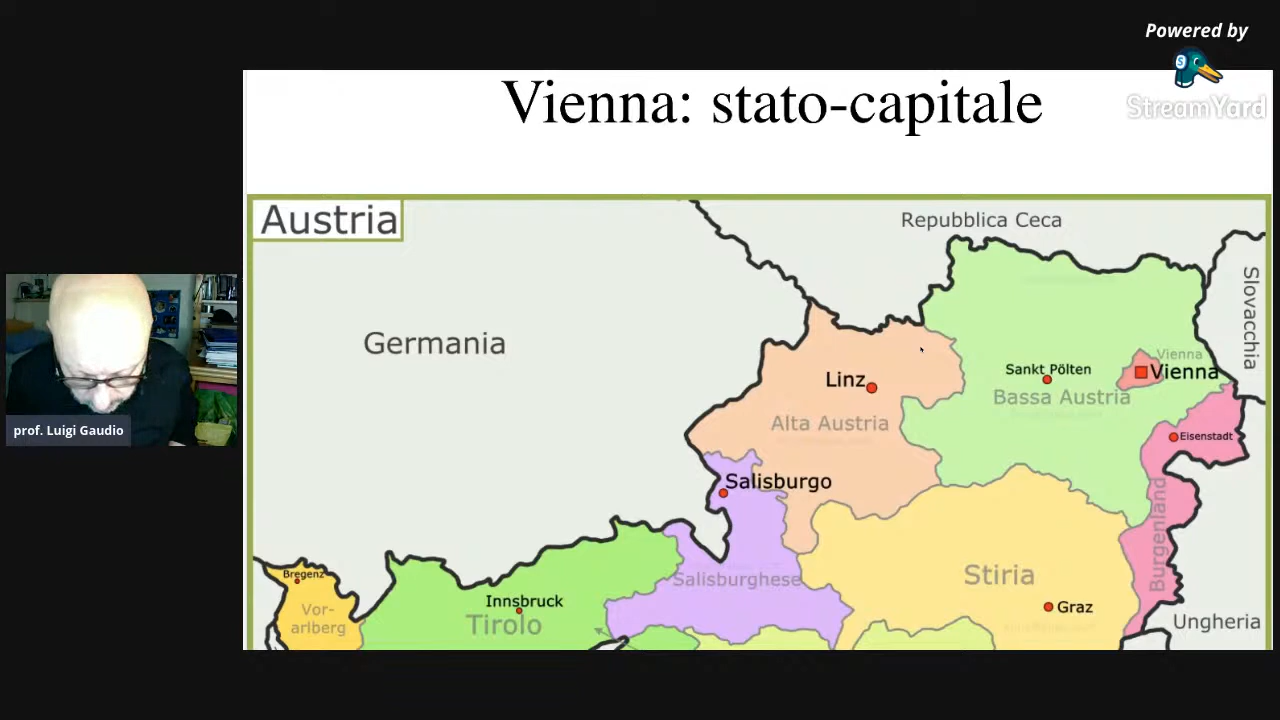 Powered by
StreamYard
Vienna: stato-capitale
Austria
Repubblica Ceca
Slovacchia
Germania
Vienna
Sankt Pölten
Vienna
Linz
Bassa Austria
Alta Austria
Eisenstadt
prof. Luigi Gaudio
Salisburgo
Burgenland
Bregenz
Salisburghese
Stiria
Innsbruck
Graz
Vor-
arlberg
Tirolo
Ungheria